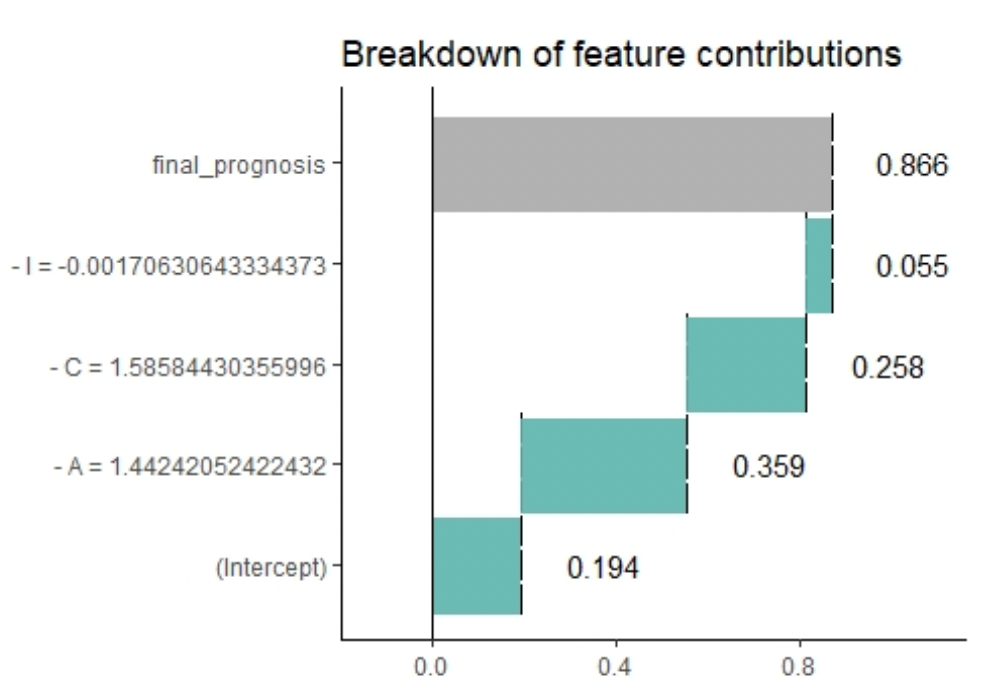 Breakdown of feature contributions
final_prognosis
0.866
- I = -0.00170630643334373
0.055
- C = 1.58584430355996
0.258
- A = 1.44242052422432
0.359
(Intercept)
0.194
0.0 0.4 0.8